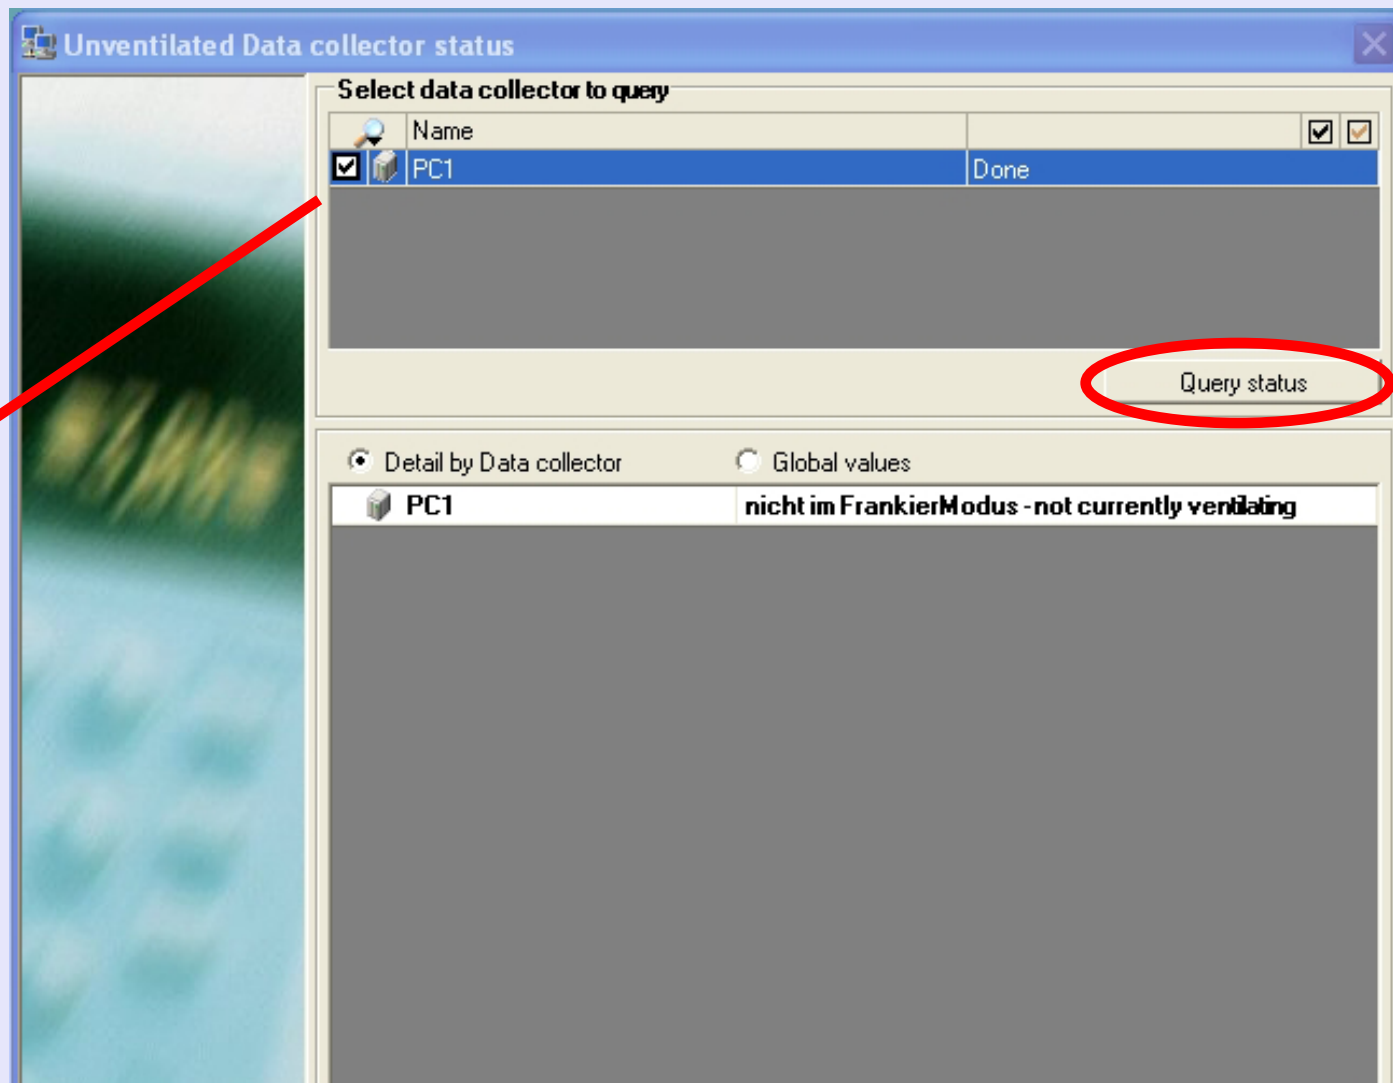 Unventilated Data collector status
Select data collector to query
Name
PC1 Done
Query status
Detail by Data collector Global values
PC1 nicht im FrankierModus - not currently ventilating